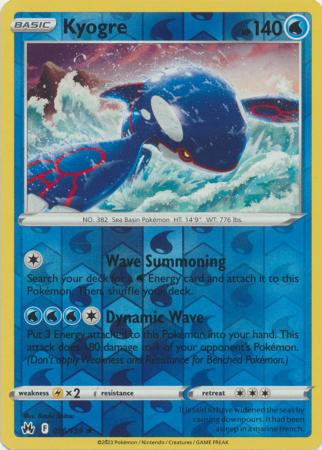 BASIC
Kyogre
HP 140
NO. 382 Sea Basin Pokémon HT: 14'9" WT: 776 lbs.
Wave Summoning
Search your deck for a Energy card and attach it to this
Pokémon. Then, shuffle your deck.
Dynamic Wave
Put 3 Energy attached to this Pokémon into your hand. This
attack does 180 damage to 1 of your opponent's Pokémon.
(Don't apply Weakness and Resistance for Benched Pokémon.)
weakness ×2 resistance retreat
Illus.
It is said to have widened the seas by
causing downpours. It had been
asleep in a marine trench.
F /159 ★
©2023 Pokémon / Nintendo / Creatures / GAME FREAK